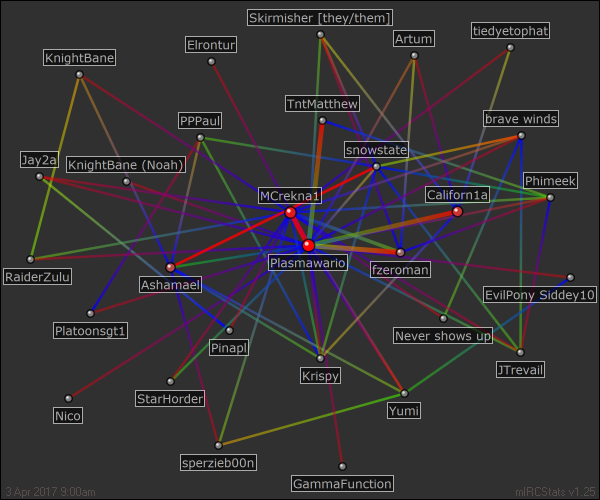 Skirmisher [they/them]
tiedyetophat
Artum
Elrontur
KnightBane
TntMatthew
PPPaul
brave winds
snowstate
Jay2a
KnightBane (Noah)
Phimeek
MCrekna1
Californ1a
Plasmawario
fzeroman
RaiderZulu
Ashamael
EvilPony Siddey10
Platoonsgt1
Pinapl
Never shows up
JTrevail
Krispy
StarHorder
Nico
Yumi
sperzieb00n
GammaFunction
3 Apr 2017 9:00am
mIRCStats v1.25